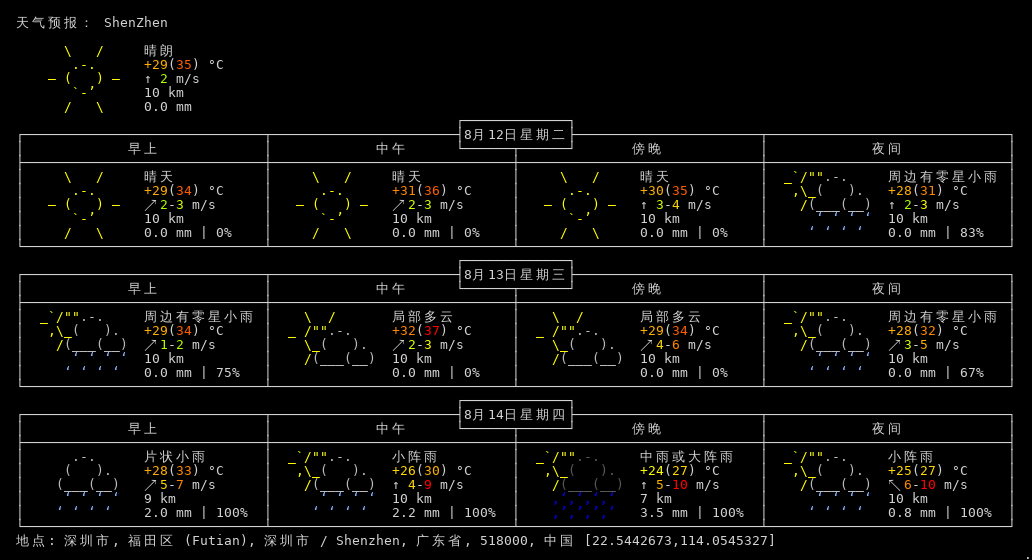 天气预报： ShenZhen
晴朗
+29(35) °C
↑ 2 m/s
10 km
0.0 mm
8月12日星期二
早上 中午 傍晚 夜间
晴天 晴天 晴天 周边有零星小雨
+29(34) °C +31(36) °C +30(35) °C +28(31) °C
↗2-3 m/s ↗2-3 m/s ↑ 3-4 m/s ↑ 2-3 m/s
10 km 10 km 10 km 10 km
0.0 mm | 0% 0.0 mm | 0% 0.0 mm | 0% 0.0 mm | 83%
8月13日星期三
早上 中午 傍晚 夜间
周边有零星小雨 局部多云 局部多云 周边有零星小雨
+29(34) °C +32(37) °C +29(34) °C +28(32) °C
↗1-2 m/s ↗2-3 m/s ↗4-6 m/s ↗3-5 m/s
10 km 10 km 10 km 10 km
0.0 mm | 75% 0.0 mm | 0% 0.0 mm | 0% 0.0 mm | 67%
8月14日星期四
早上 中午 傍晚 夜间
片状小雨 小阵雨 中雨或大阵雨 小阵雨
+28(33) °C +26(30) °C +24(27) °C +25(27) °C
↗5-7 m/s ↑ 4-9 m/s ↑ 5-10 m/s ↖6-10 m/s
9 km 10 km 7 km 10 km
2.0 mm | 100% 2.2 mm | 100% 3.5 mm | 100% 0.8 mm | 100%
地点: 深圳市, 福田区 (Futian), 深圳市 / Shenzhen, 广东省, 518000, 中国 [22.5442673,114.0545327]